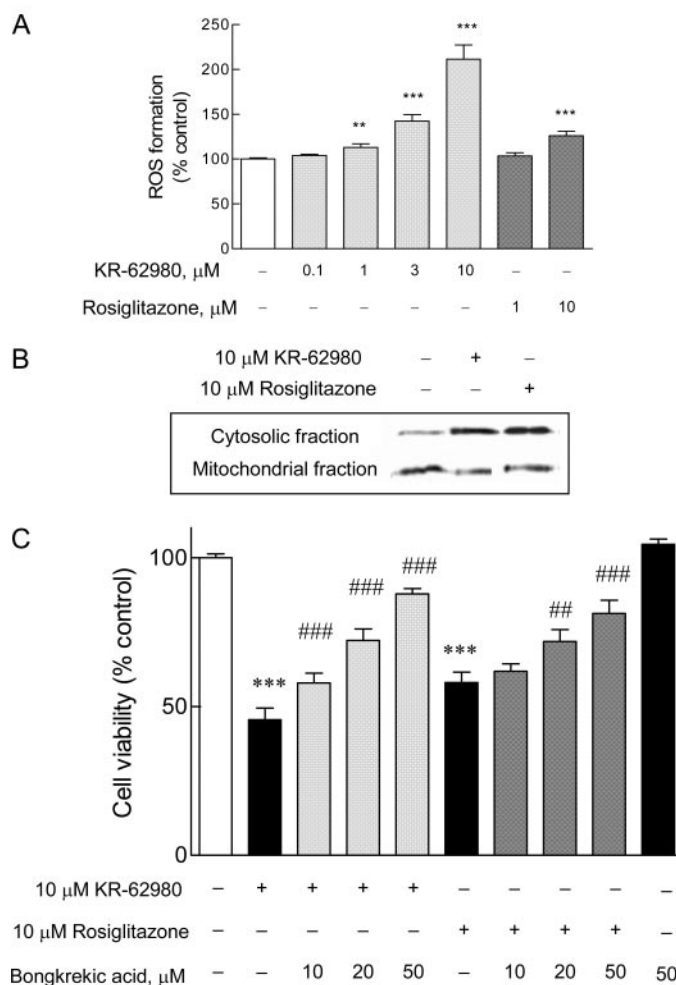 A
250
***
200
***
***
150
**
100
50
0
ROS formation
(% control)
KR-62980, μM – 0.1 1 3 10 – –
Rosiglitazone, μM – – – – – 1 10
B
10 μM KR-62980 – + –
10 μM Rosiglitazone – – +
Cytosolic fraction
Mitochondrial fraction
C
100
###
###
###
###
##
***
***
50
0
Cell viability (% control)
10 μM KR-62980 – + + + + – – – – –
10 μM Rosiglitazone – – – – – + + + + –
Bongkrekic acid, μM – – 10 20 50 – 10 20 50 50